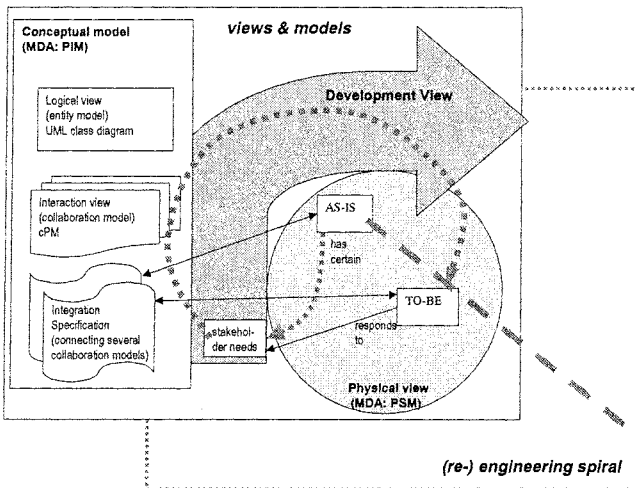 views & models
Conceptual model
(MDA: PIM)
Logical view
(entity model)
UML class diagram
Interaction view
(collaboration model)
cPM
Integration
Specification
(connecting several
collaboration models)
Development View
AS-IS
has
certain
TO-BE
responds
to
stakehol-
der needs
Physical view
(MDA: PSM)
(re-) engineering spiral